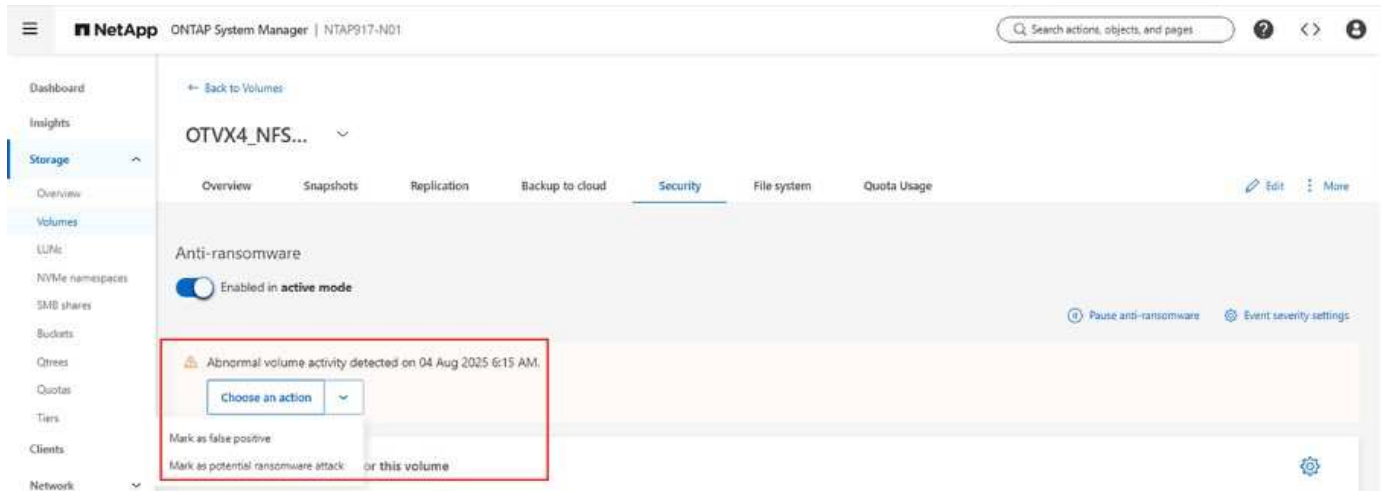 NetApp ONTAP System Manager | NTAP917-N01
Search actions, objects, and pages
Dashboard
Insights
Storage
Overview
Volumes
LUNs
NVMe namespaces
SMB shares
Buckets
Qtrees
Quotas
Tiers
Clients
Network
← Back to Volumes
OTVX4_NFS...
Overview Snapshots Replication Backup to cloud Security File system Quota Usage
Edit More
Anti-ransomware
Enabled in active mode
Pause anti-ransomware Event severity settings
Abnormal volume activity detected on 04 Aug 2025 6:15 AM.
Choose an action
Mark as false positive
Mark as potential ransomware attack
or this volume